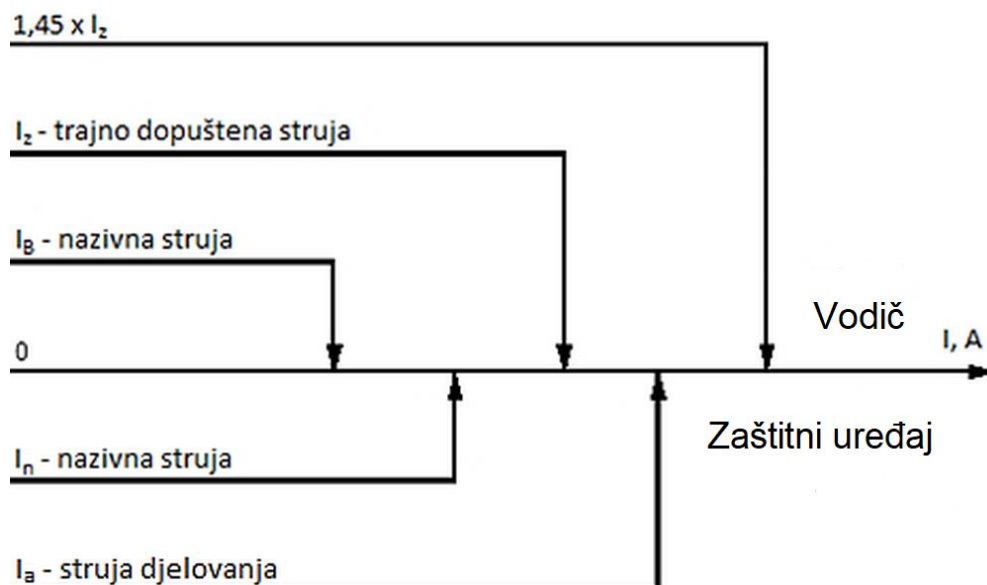 1,45 x Iz
Iz - trajno dopuštena struja
IB - nazivna struja
Vodič
0
I, A
Zaštitni uređaj
In - nazivna struja
Ia - struja djelovanja